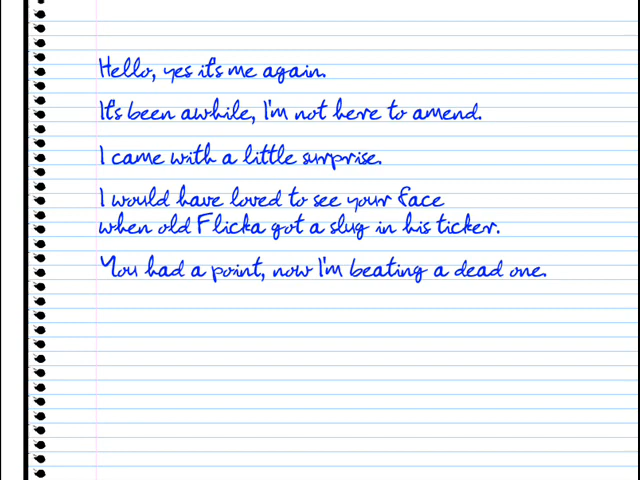 Hello, yes it's me again.
It's been awhile, I'm not here to amend.
I came with a little surprise.
I would have loved to see your face
when old Flicka got a slug in his ticker.
You had a point, now I'm beating a dead one.